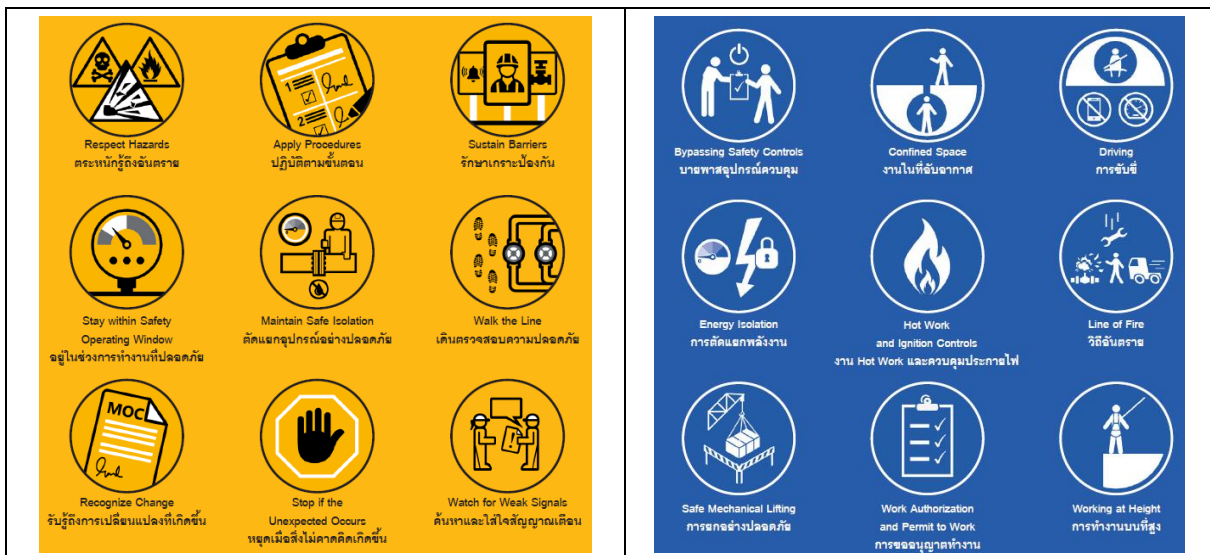 Respect Hazards
ตระหนักรู้ถึงอันตราย
1
2
Apply Procedures
ปฏิบัติตามขั้นตอน
Sustain Barriers
รักษาเกราะป้องกัน
Stay within Safety
Operating Window
อยู่ในช่วงการทำงานที่ปลอดภัย
Maintain Safe Isolation
ตัดแยกอุปกรณ์อย่างปลอดภัย
Walk the Line
เดินตรวจสอบความปลอดภัย
MOC
Recognize Change
รับรู้ถึงการเปลี่ยนแปลงที่เกิดขึ้น
Stop if the
Unexpected Occurs
หยุดเมื่อสิ่งไม่คาดคิดเกิดขึ้น
Watch for Weak Signals
ค้นหาและใส่ใจสัญญาณเตือน
Bypassing Safety Controls
บายพาสอุปกรณ์ควบคุม
Confined Space
งานในที่อับอากาศ
Driving
การขับขี่
Energy Isolation
การตัดแยกพลังงาน
Hot Work
and Ignition Controls
งาน Hot Work และควบคุมประกายไฟ
Line of Fire
วิถีอันตราย
Safe Mechanical Lifting
การยกอย่างปลอดภัย
Work Authorization
and Permit to Work
การขออนุญาตทำงาน
Working at Height
การทำงานบนที่สูง